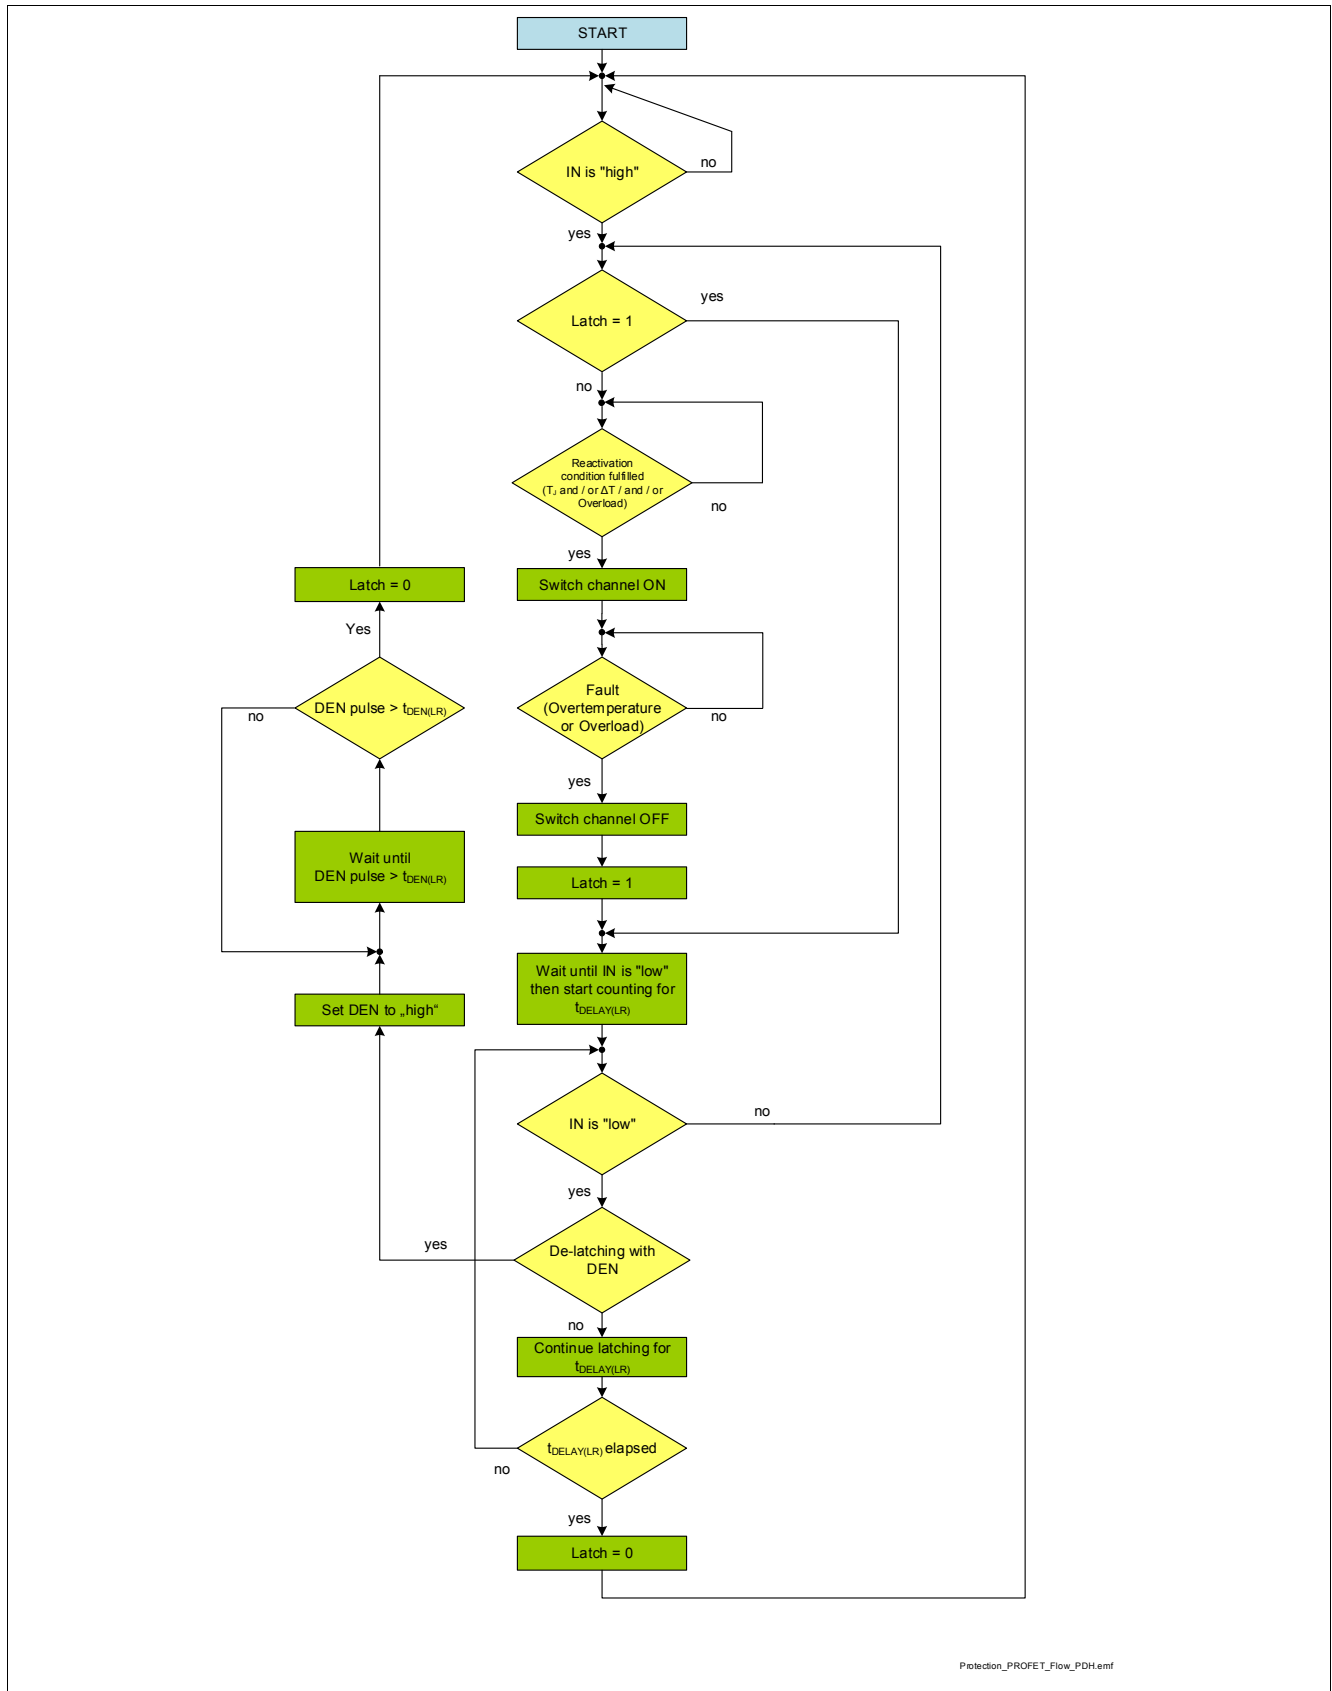 START
IN is "high"
no
yes
Latch = 1
yes
no
Reactivation
condition fulfilled
(TJ and / or ΔT / and / or
Overload)
no
yes
Switch channel ON
Fault
(Overtemperature
or Overload)
no
yes
Switch channel OFF
Latch = 1
Wait until IN is "low"
then start counting for
tDELAY(LR)
IN is "low"
no
yes
De-latching with
DEN
yes
no
Continue latching for
tDELAY(LR)
tDELAY(LR) elapsed
no
yes
Latch = 0
Set DEN to „high“
Wait until
DEN pulse > tDEN(LR)
DEN pulse > tDEN(LR)
no
Yes
Latch = 0
Protection_PROFET_Flow_PDH.emf